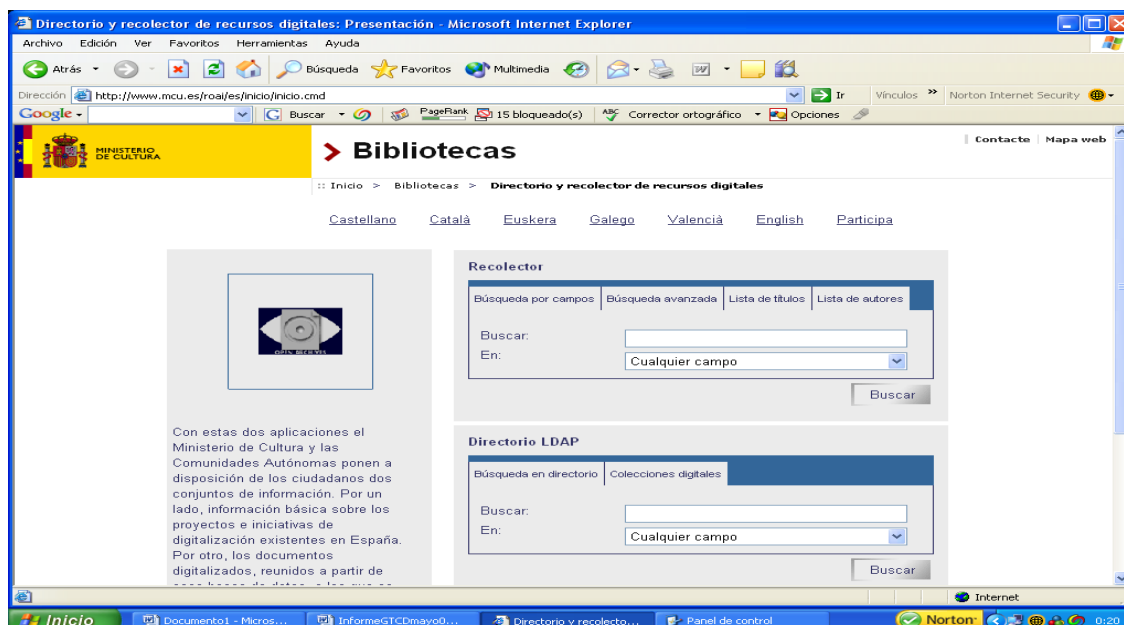 Directorio y recolector de recursos digitales: Presentación - Microsoft Internet Explorer
Archivo Edición Ver Favoritos Herramientas Ayuda
Atrás Búsqueda Favoritos Multimedia
Dirección http://www.mcu.es/roai/es/inicio/inicio.cmd Ir Vínculos » Norton Internet Security
Google Buscar PageRank 15 bloqueado(s) ABC Corrector ortográfico Opciones
MINISTERIO
DE CULTURA
> Bibliotecas
Contacte Mapa web
:: Inicio > Bibliotecas > Directorio y recolector de recursos digitales
Castellano Català Euskera Galego Valencià English Participa
OPEN ARCHIVES
Con estas dos aplicaciones el
Ministerio de Cultura y las
Comunidades Autónomas ponen a
disposición de los ciudadanos dos
conjuntos de información. Por un
lado, información básica sobre los
proyectos e iniciativas de
digitalización existentes en España.
Por otro, los documentos
digitalizados, reunidos a partir de
Recolector
Búsqueda por campos Búsqueda avanzada Lista de títulos Lista de autores
Buscar:
En: Cualquier campo
Buscar
Directorio LDAP
Búsqueda en directorio Colecciones digitales
Buscar:
En: Cualquier campo
Buscar
Internet
Inicio Documento1 - Micros... InformeGTCDmayo0... Directorio y recolecto... Panel de control Norton 0:20